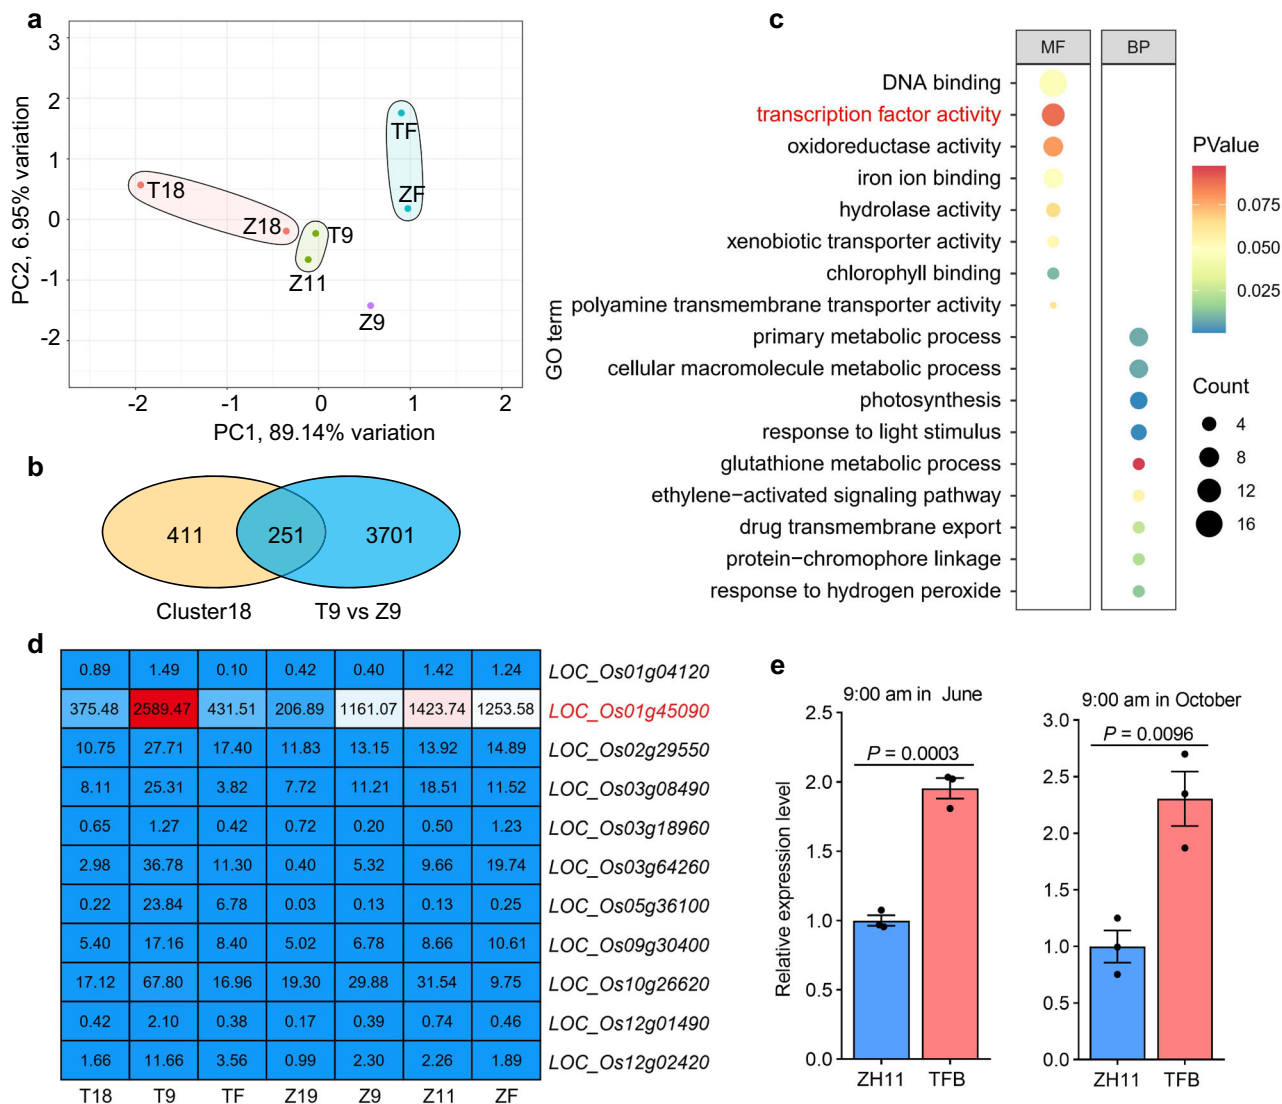 a
3
2
1
0
-1
-2
PC2, 6.95% variation
TF
ZF
T18
Z18
T9
Z11
Z9
-2 -1 0 1 2
PC1, 89.14% variation
b
411 251 3701
Cluster18 T9 vs Z9
c
MF BP
GO term
DNA binding
transcription factor activity
oxidoreductase activity
iron ion binding
hydrolase activity
xenobiotic transporter activity
chlorophyll binding
polyamine transmembrane transporter activity
primary metabolic process
cellular macromolecule metabolic process
photosynthesis
response to light stimulus
glutathione metabolic process
ethylene−activated signaling pathway
drug transmembrane export
protein−chromophore linkage
response to hydrogen peroxide
PValue
0.075
0.050
0.025
Count
4
8
12
16
d
0.89 1.49 0.10 0.42 0.40 1.42 1.24 LOC_Os01g04120
375.48 2589.47 431.51 206.89 1161.07 1423.74 1253.58 LOC_Os01g45090
10.75 27.71 17.40 11.83 13.15 13.92 14.89 LOC_Os02g29550
8.11 25.31 3.82 7.72 11.21 18.51 11.52 LOC_Os03g08490
0.65 1.27 0.42 0.72 0.20 0.50 1.23 LOC_Os03g18960
2.98 36.78 11.30 0.40 5.32 9.66 19.74 LOC_Os03g64260
0.22 23.84 6.78 0.03 0.13 0.13 0.25 LOC_Os05g36100
5.40 17.16 8.40 5.02 6.78 8.66 10.61 LOC_Os09g30400
17.12 67.80 16.96 19.30 29.88 31.54 9.75 LOC_Os10g26620
0.42 2.10 0.38 0.17 0.39 0.74 0.46 LOC_Os12g01490
1.66 11.66 3.56 0.99 2.30 2.26 1.89 LOC_Os12g02420
T18 T9 TF Z19 Z9 Z11 ZF
e
9:00 am in June
P = 0.0003
Relative expression level
2.5
2.0
1.5
1.0
0.5
0.0
ZH11 TFB
9:00 am in October
P = 0.0096
3.0
2.5
2.0
1.5
1.0
0.5
0.0
ZH11 TFB